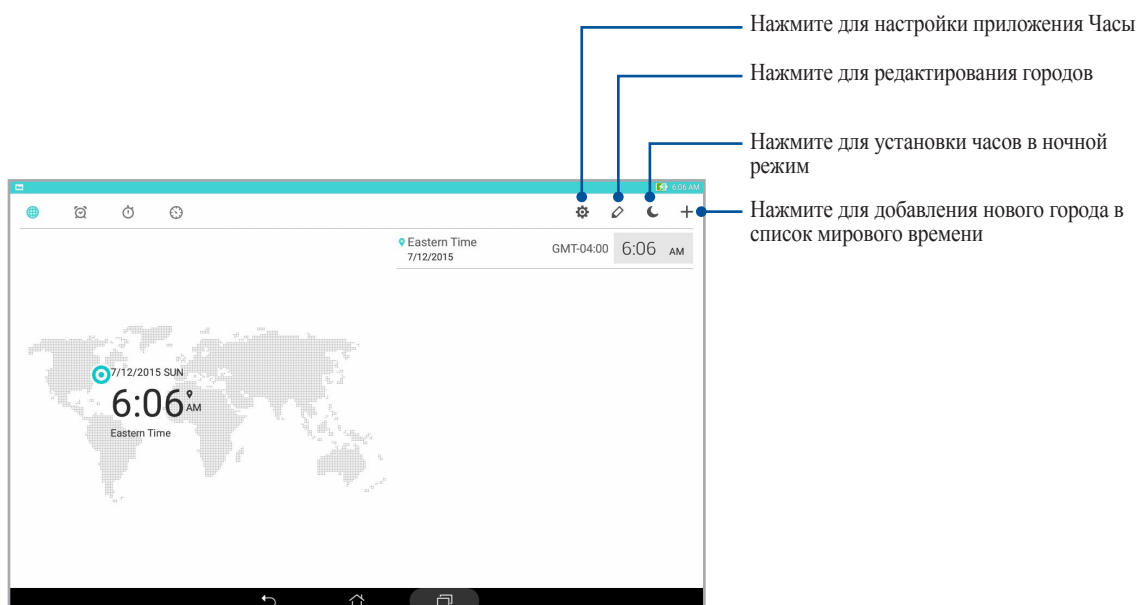 Нажмите для настройки приложения Часы
Нажмите для редактирования городов
Нажмите для установки часов в ночной
режим
Нажмите для добавления нового города в
список мирового времени
6:06 AM
Eastern Time
7/12/2015
GMT-04:00
6:06 AM
7/12/2015 SUN
6:06 AM
Eastern Time